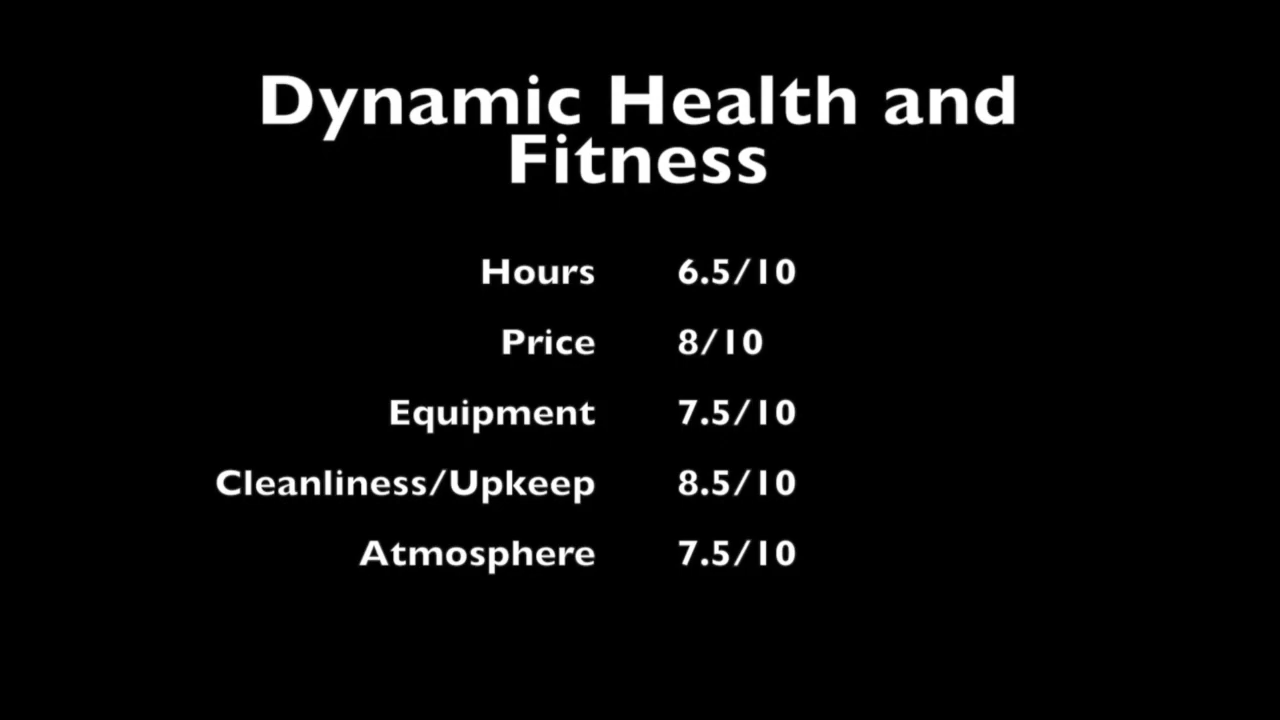 Dynamic Health and
Fitness
Hours 6.5/10
Price 8/10
Equipment 7.5/10
Cleanliness/Upkeep 8.5/10
Atmosphere 7.5/10